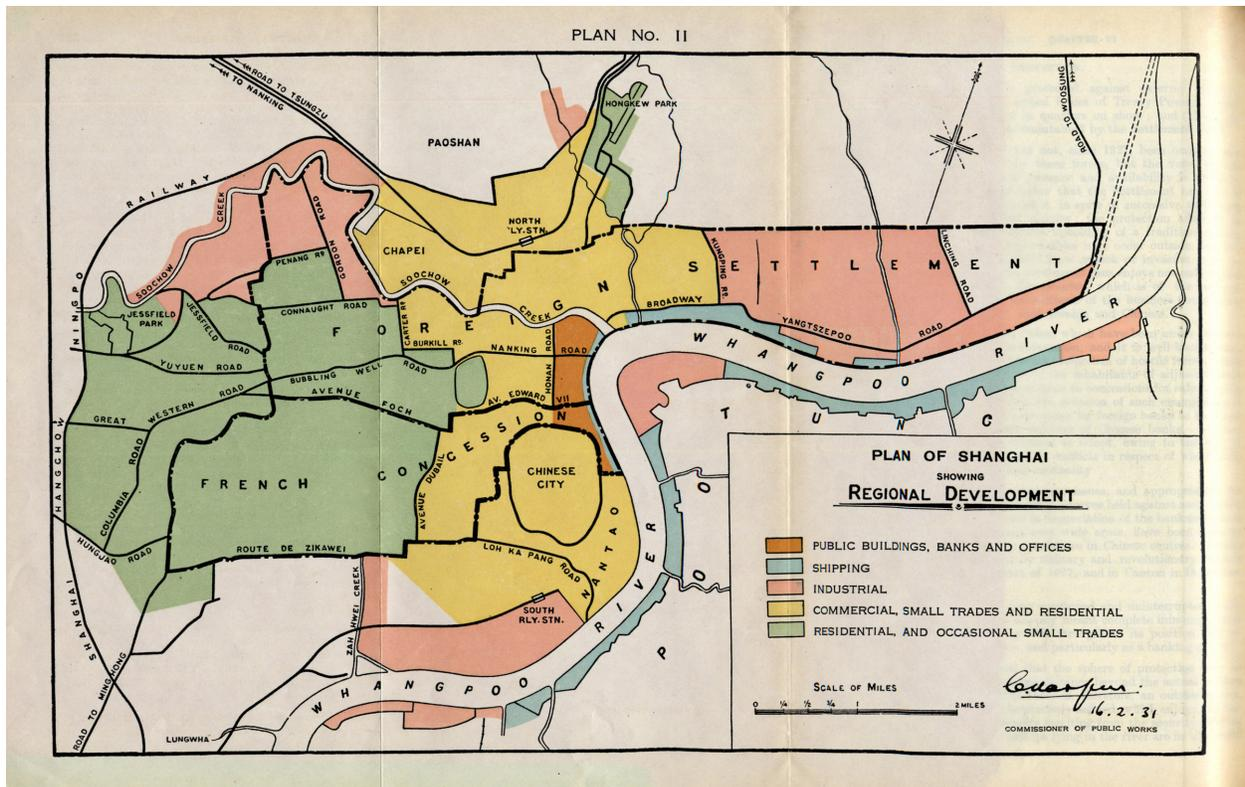 PLAN No. II
ROAD TO TSUNGZU
TO NANKING
PAOSHAN
HONGKEW PARK
ROAD TO WOOSUNG
RAILWAY
CREEK
SOOCHOW
ROAD
GORDON
PENANG RD
CHAPEI
NORTH
'LY. STN.
SOOCHOW
CREEK
FOREIGN
SETTLEMENT
KUNGPING RD.
LINCHING ROAD
BROADWAY
YANGTSZEPOO ROAD
NINGPO
JESSFIELD
PARK
JESSFIELD ROAD
CONNAUGHT ROAD
CARTER RD
BURKILL RD.
NANKING ROAD
HONAN ROAD
YUYUEN ROAD
BUBBLING WELL ROAD
GREAT WESTERN ROAD
AVENUE FOCH
AV. EDWARD VII
WHANGPOO RIVER
HANGCHOW
COLUMBIA ROAD
FRENCH CONCESSION
AVENUE DUBAIL
CHINESE
CITY
HUNGJAO ROAD
ROUTE DE ZIKAWEI
LOH KA PANG ROAD
NANTAO
SHANGHAI
ZAH HWEI CREEK
SOUTH
RLY. STN.
ROAD TO MINGHONG
LUNGWHA
WHANGPOO RIVER
POOTUNG
PLAN OF SHANGHAI
SHOWING
REGIONAL DEVELOPMENT
PUBLIC BUILDINGS, BANKS AND OFFICES
SHIPPING
INDUSTRIAL
COMMERCIAL, SMALL TRADES AND RESIDENTIAL
RESIDENTIAL, AND OCCASIONAL SMALL TRADES
SCALE OF MILES
0 ¼ ½ ¾ 1 2 MILES
16.2.31
COMMISSIONER OF PUBLIC WORKS